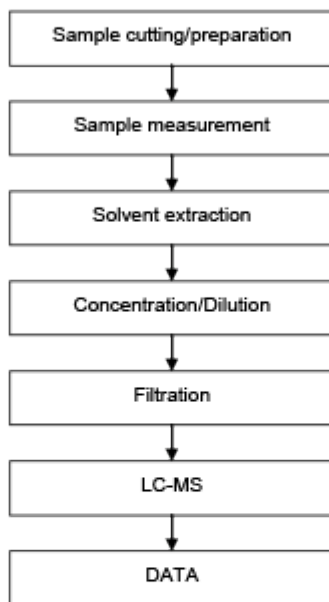 Sample cutting/preparation
Sample measurement
Solvent extraction
Concentration/Dilution
Filtration
LC-MS
DATA